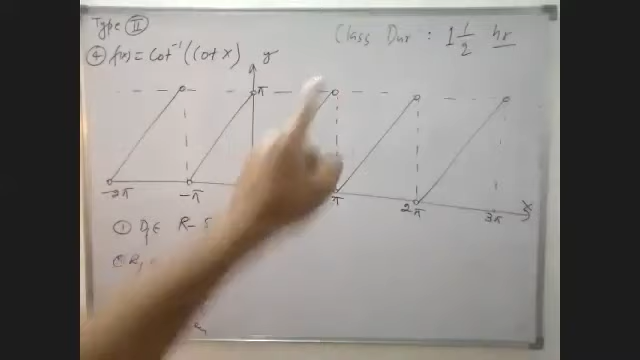 Type II
Class Dur : 1 1/2 hr
④ f(x) = Cot⁻¹(Cot x)
y
π
-2π -π π 2π 3π X
① Df ∈ R -